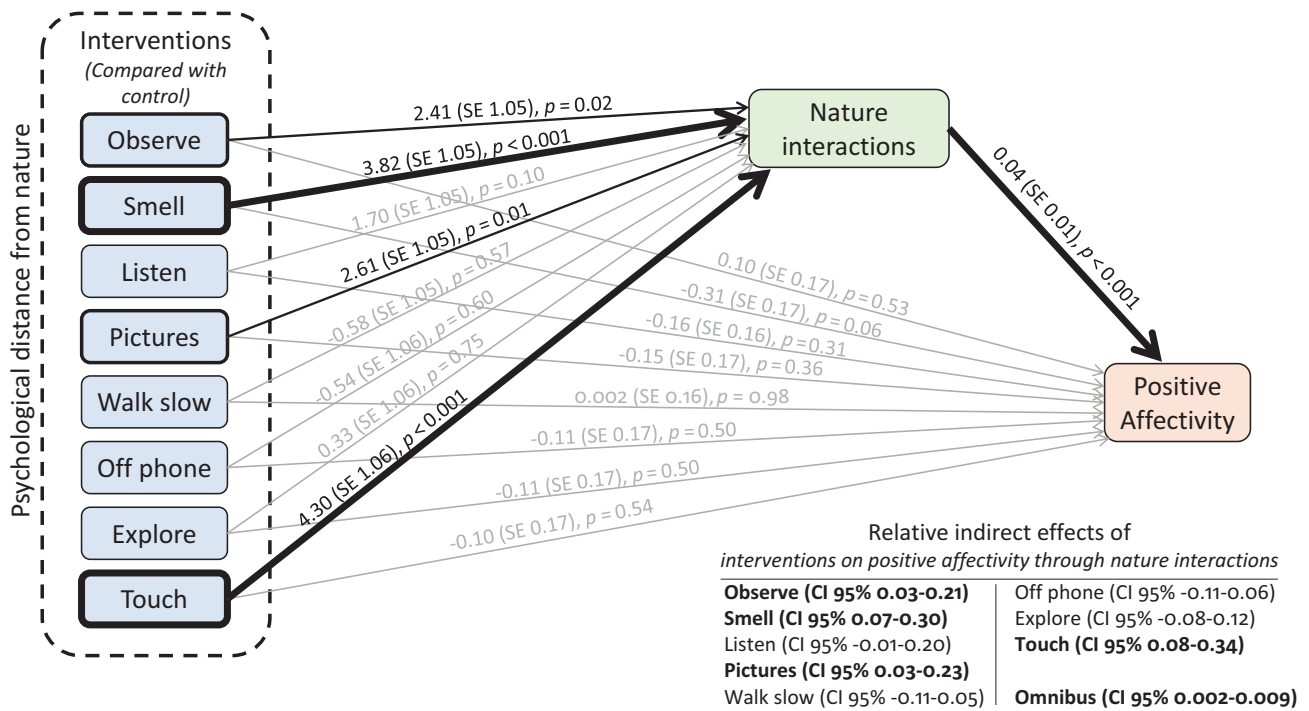 Psychological distance from nature
Interventions
(Compared with
control)
Observe
Smell
Listen
Pictures
Walk slow
Off phone
Explore
Touch
2.41 (SE 1.05), p = 0.02
3.82 (SE 1.05), p < 0.001
1.70 (SE 1.05), p = 0.10
2.61 (SE 1.05), p = 0.01
-0.58 (SE 1.05), p = 0.57
-0.54 (SE 1.06), p = 0.60
0.33 (SE 1.06), p = 0.75
4.30 (SE 1.06), p < 0.001
Nature
interactions
0.04 (SE 0.01), p < 0.001
0.10 (SE 0.17), p = 0.53
-0.31 (SE 0.17), p = 0.06
-0.16 (SE 0.16), p = 0.31
-0.15 (SE 0.17), p = 0.36
0.002 (SE 0.16), p = 0.98
-0.11 (SE 0.17), p = 0.50
-0.11 (SE 0.17), p = 0.50
-0.10 (SE 0.17), p = 0.54
Positive
Affectivity
Relative indirect effects of
interventions on positive affectivity through nature interactions
Observe (CI 95% 0.03-0.21)
Smell (CI 95% 0.07-0.30)
Listen (CI 95% -0.01-0.20)
Pictures (CI 95% 0.03-0.23)
Walk slow (CI 95% -0.11-0.05)
Off phone (CI 95% -0.11-0.06)
Explore (CI 95% -0.08-0.12)
Touch (CI 95% 0.08-0.34)
Omnibus (CI 95% 0.002-0.009)